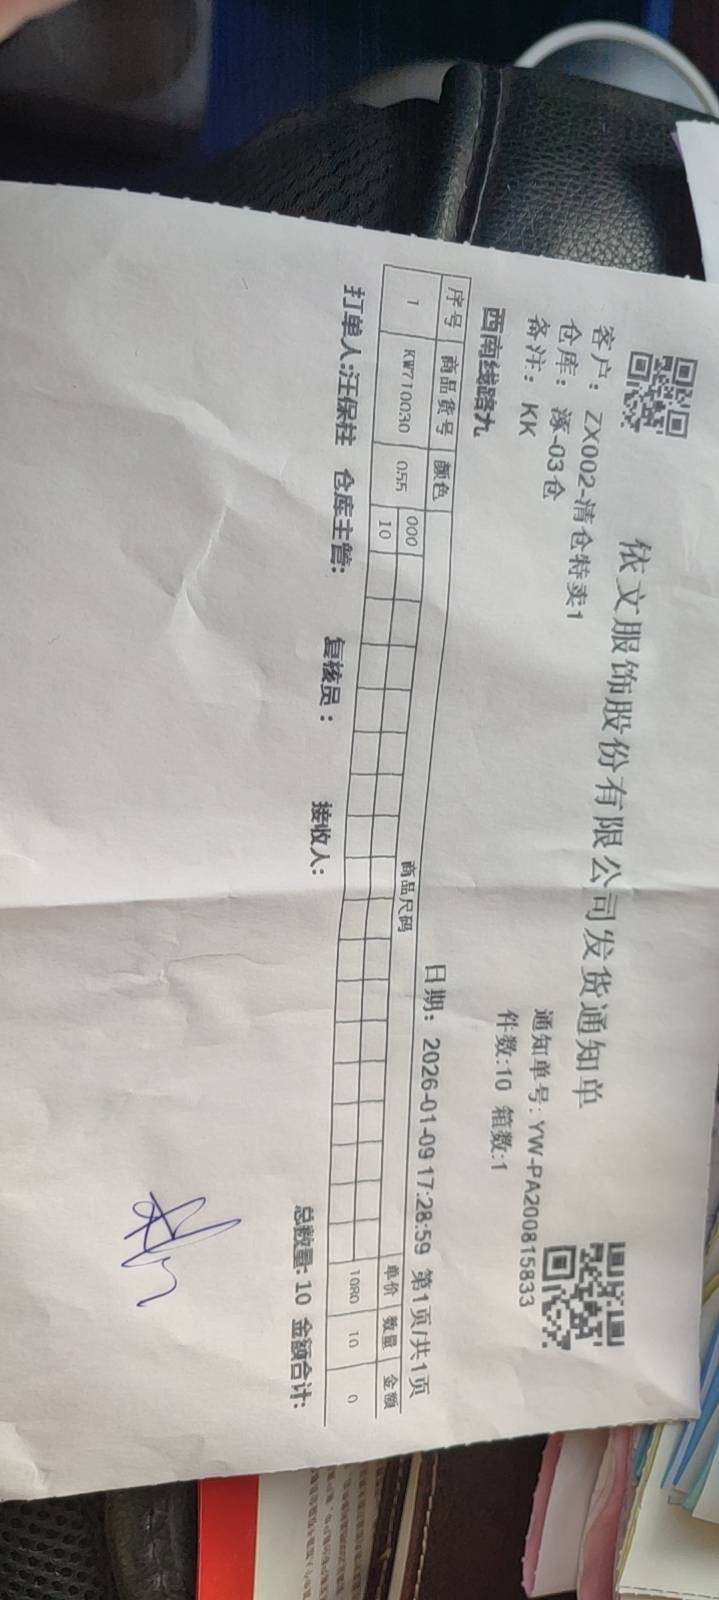 依文服饰股份有限公司发货通知单
客户：ZX002-清仓特卖1
通知单号: YW-PA200815833
仓库：涿-03仓
件数:10 箱数:1
备注：KK
西南线路九
日期：2026-01-09 17:28:59 第1页/共1页
序号 商品货号 颜色 商品尺码 单价 数量 金额
000
1 KW710030 055 10 1080 10 0
总数量: 10 金额合计:
打单人:汪保柱 仓库主管: 复核员： 接收人: